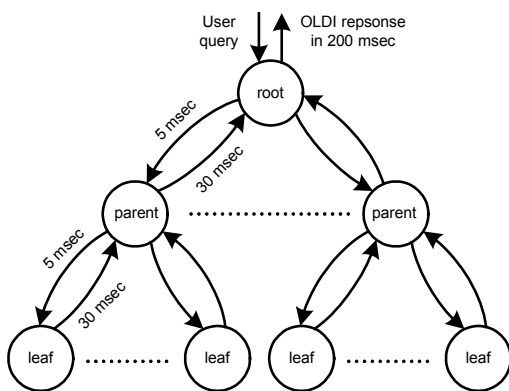 User query
OLDI repsonse in 200 msec
root
5 msec
30 msec
parent
parent
5 msec
30 msec
leaf
leaf
leaf
leaf